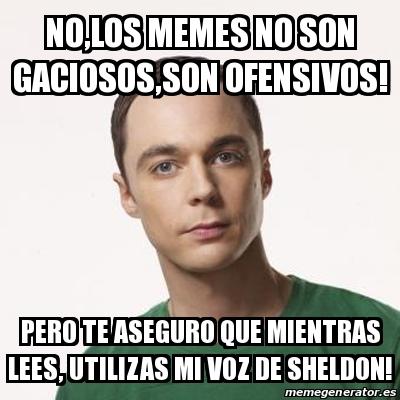 NO,LOS MEMES NO SON
GACIOSOS,SON OFENSIVOS!
PERO TE ASEGURO QUE MIENTRAS
LEES, UTILIZAS MI VOZ DE SHELDON!
memegenerator.es